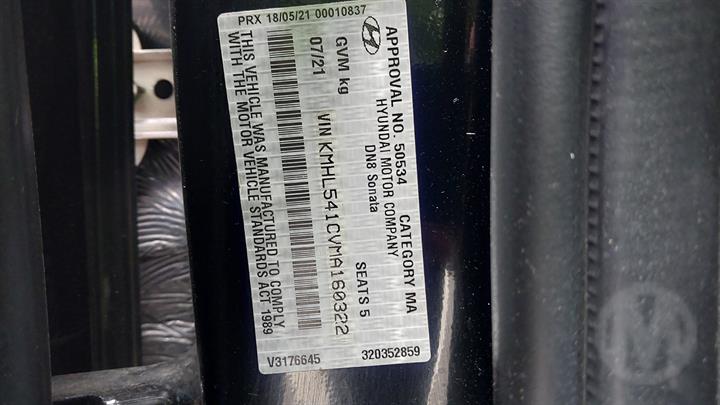 PRX 18/05/21 00010837
APPROVAL NO. 50534 CATEGORY MA
HYUNDAI MOTOR COMPANY
DN8 Sonata
GVM kg SEATS 5
07/21 VIN KMHL541CVMA160322
THIS VEHICLE WAS MANUFACTURED TO COMPLY
WITH THE MOTOR VEHICLE STANDARDS ACT 1989
V3176645
320352859
M